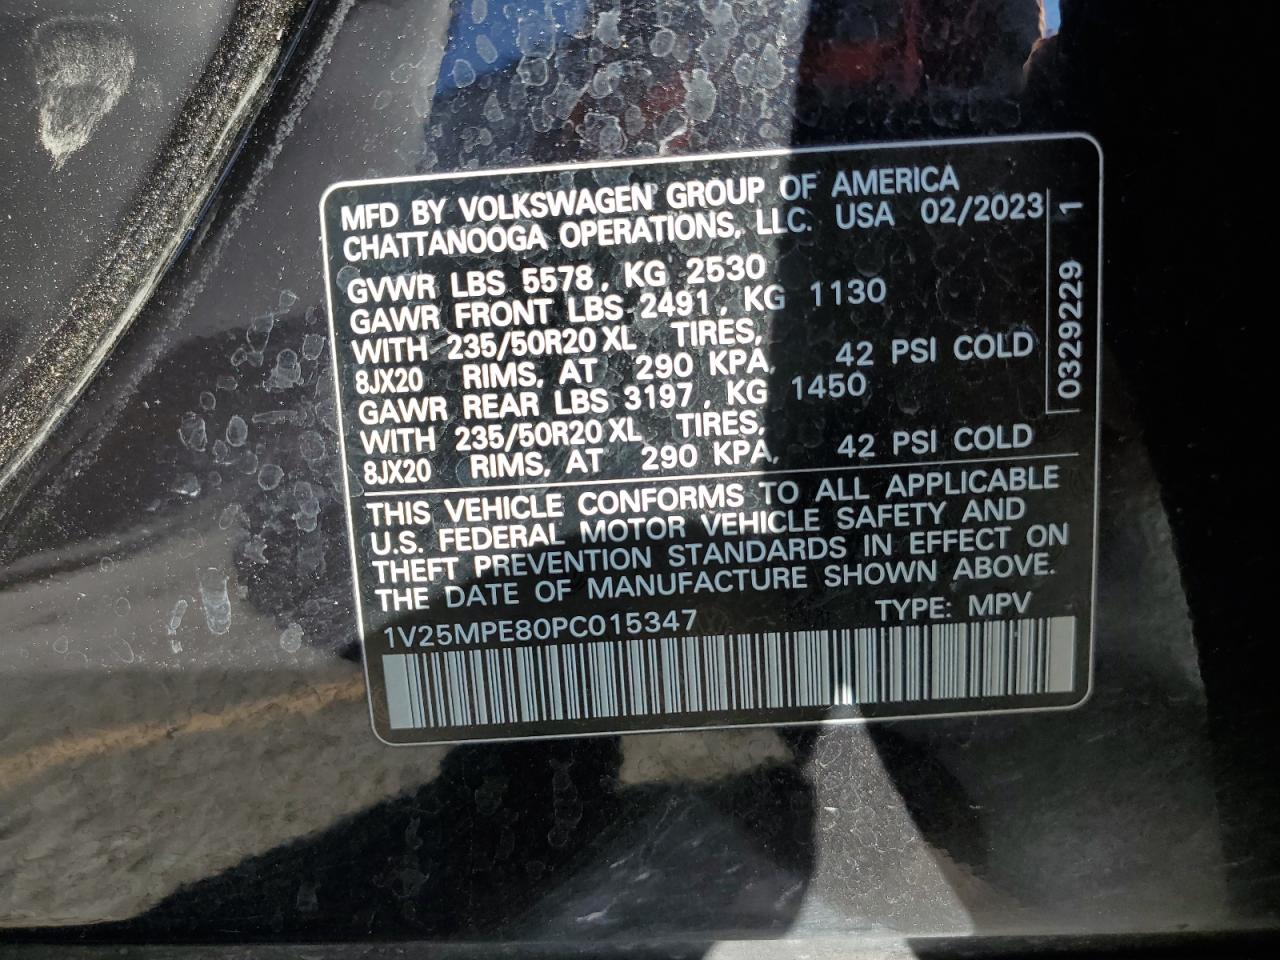 MFD BY VOLKSWAGEN GROUP OF AMERICA
CHATTANOOGA OPERATIONS, LLC. USA 02/2023
GVWR LBS 5578, KG 2530
GAWR FRONT LBS 2491, KG 1130
WITH 235/50R20 XL TIRES,
8JX20 RIMS, AT 290 KPA, 42 PSI COLD
GAWR REAR LBS 3197, KG 1450
WITH 235/50R20 XL TIRES,
8JX20 RIMS, AT 290 KPA, 42 PSI COLD
03292229 1
THIS VEHICLE CONFORMS TO ALL APPLICABLE
U.S. FEDERAL MOTOR VEHICLE SAFETY AND
THEFT PREVENTION STANDARDS IN EFFECT ON
THE DATE OF MANUFACTURE SHOWN ABOVE.
1V25MPE80PC015347 TYPE: MPV